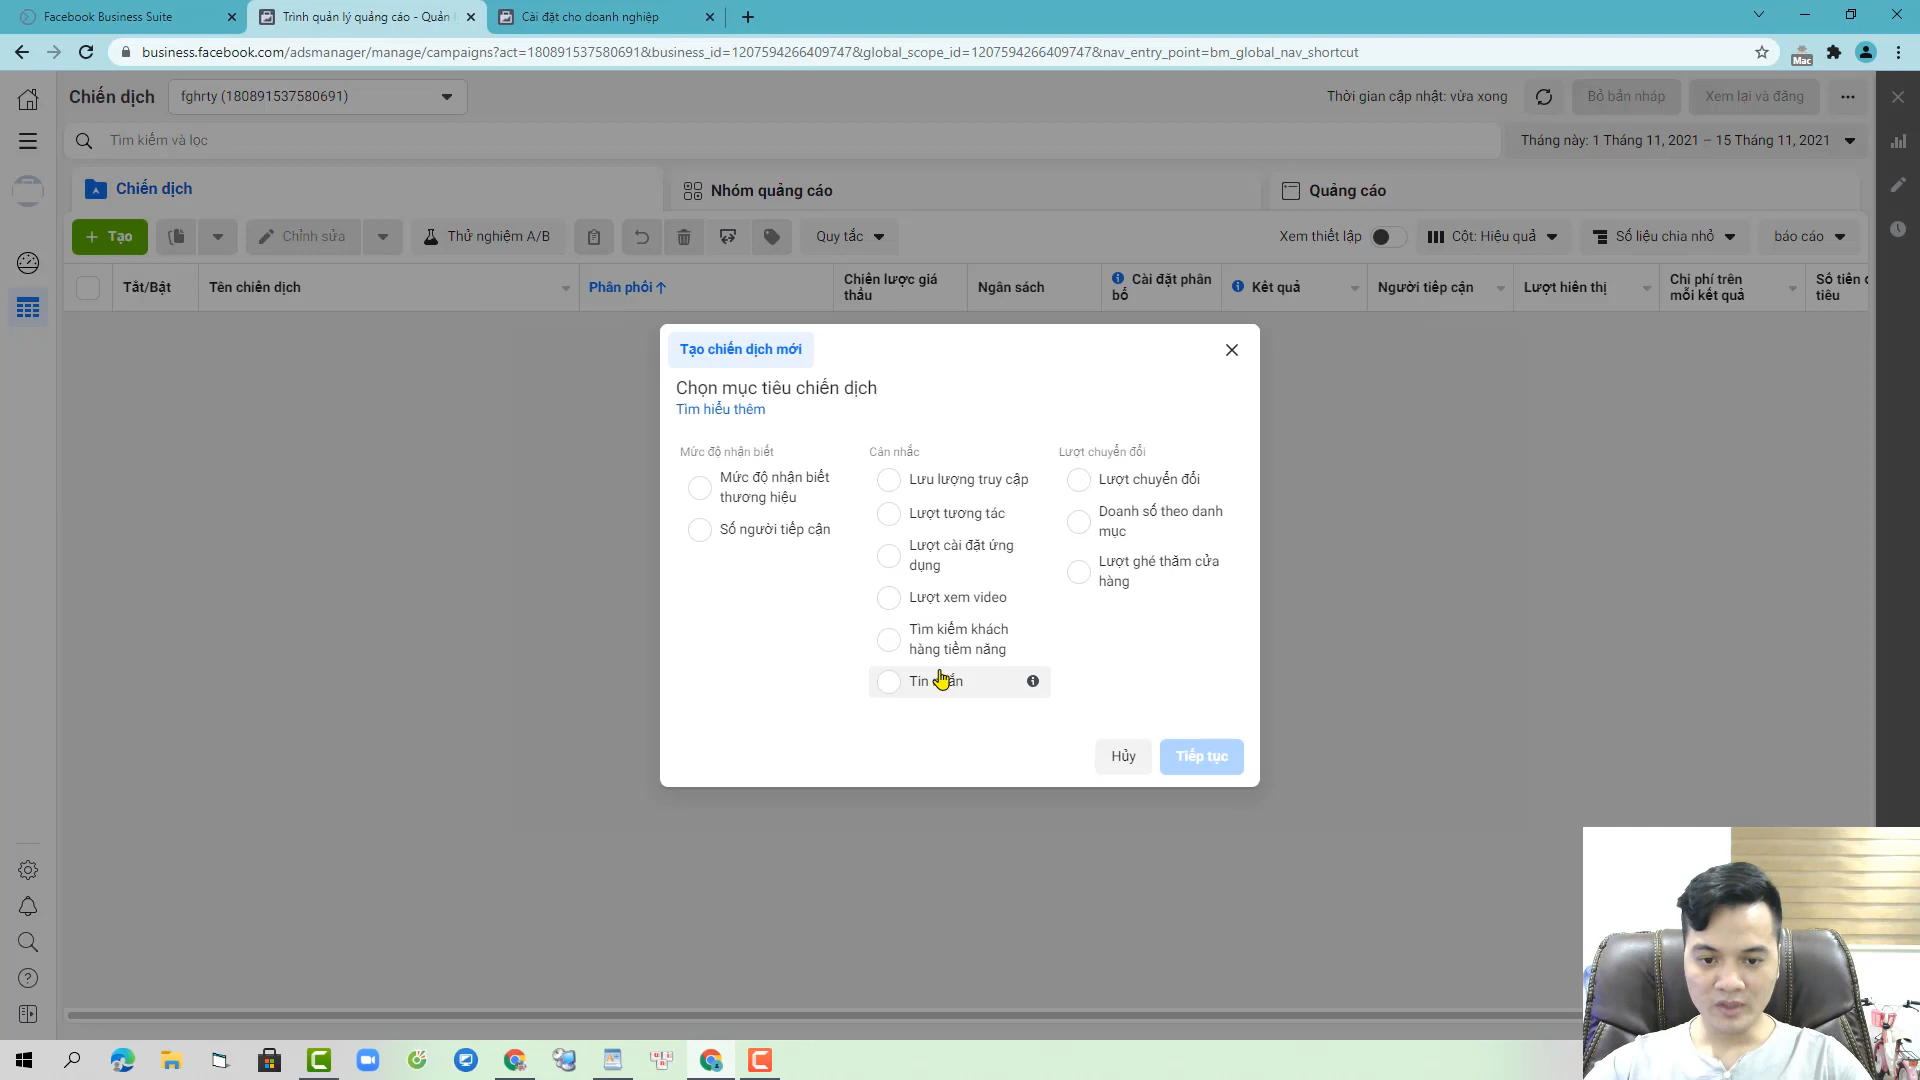 Facebook Business Suite
Trình quản lý quảng cáo - Quản
Cài đặt cho doanh nghiệp
business.facebook.com/adsmanager/manage/campaigns?act=180891537580691&business_id=1207594266409747&global_scope_id=1207594266409747&nav_entry_point=bm_global_nav_shortcut
Mac
Chiến dịch
fghrty (180891537580691)
Thời gian cập nhật: vừa xong
Bỏ bản nháp
Xem lại và đăng
Tìm kiếm và lọc
Tháng này: 1 Tháng 11, 2021 – 15 Tháng 11, 2021
Chiến dịch
Nhóm quảng cáo
Quảng cáo
+ Tạo
Chỉnh sửa
Thử nghiệm A/B
Quy tắc
Xem thiết lập
Cột: Hiệu quả
Số liệu chia nhỏ
báo cáo
Tắt/Bật
Tên chiến dịch
Phân phối↑
Chiến lược giá
thầu
Ngân sách
Cài đặt phân
bổ
Kết quả
Người tiếp cận
Lượt hiển thị
Chi phí trên
mỗi kết quả
Số tiền
tiêu
Tạo chiến dịch mới
Chọn mục tiêu chiến dịch
Tìm hiểu thêm
Mức độ nhận biết
Mức độ nhận biết
thương hiệu
Số người tiếp cận
Cân nhắc
Lưu lượng truy cập
Lượt tương tác
Lượt cài đặt ứng
dụng
Lượt xem video
Tìm kiếm khách
hàng tiềm năng
Tin
Lượt chuyển đổi
Lượt chuyển đổi
Doanh số theo danh
mục
Lượt ghé thăm cửa
hàng
Hủy
Tiếp tục